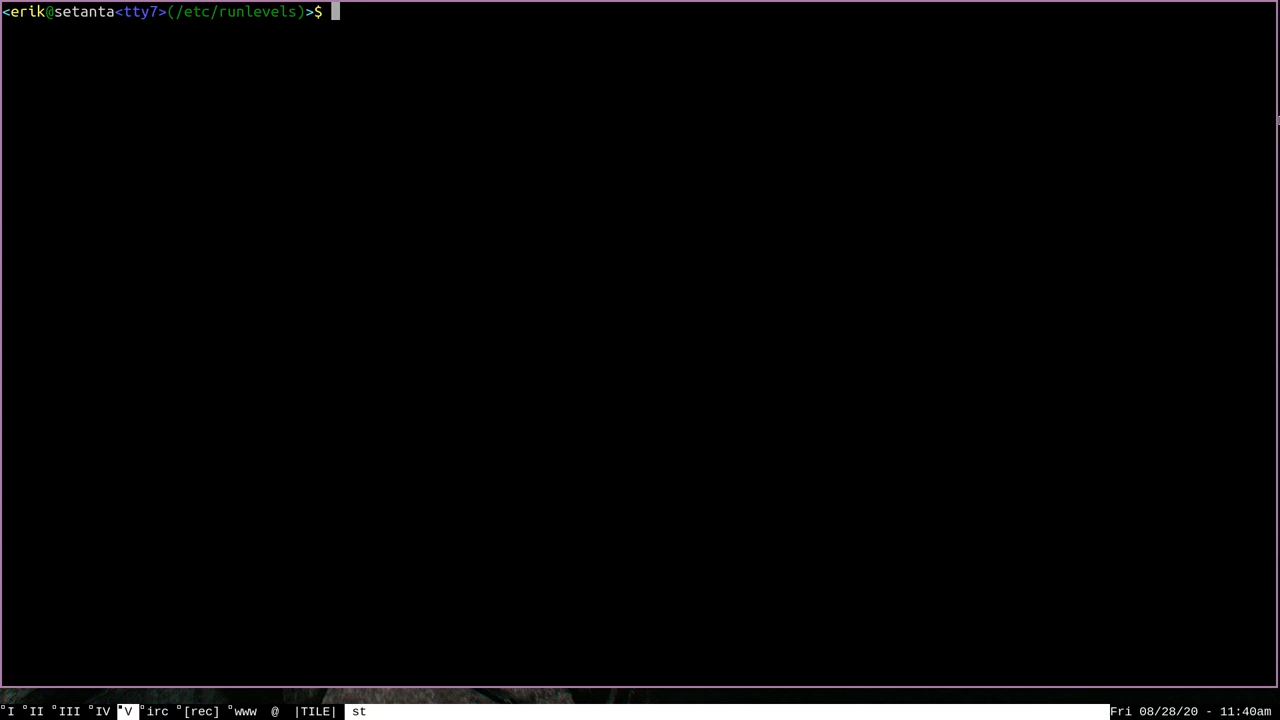 <erik@setanta<tty7>(/etc/runlevels)>$
°I °II °III °IV °V °irc °[rec] °www @ |TILE| st Fri 08/28/20 - 11:40am